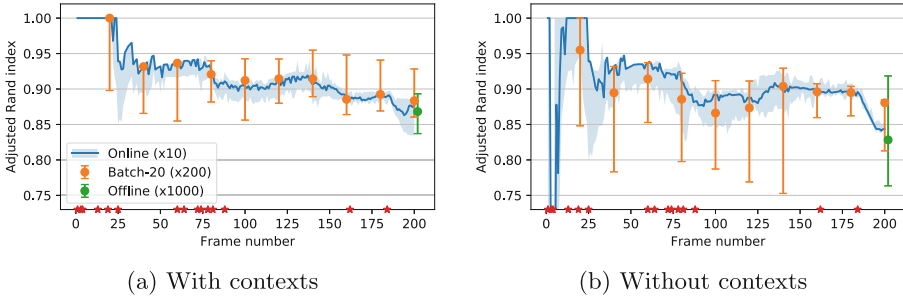 1.00
0.95
0.90
0.85
0.80
0.75
Adjusted Rand index
Online (x10)
Batch-20 (x200)
Offline (x1000)
0 25 50 75 100 125 150 175 200
Frame number
(a) With contexts
1.00
0.95
0.90
0.85
0.80
0.75
Adjusted Rand index
0 25 50 75 100 125 150 175 200
Frame number
(b) Without contexts